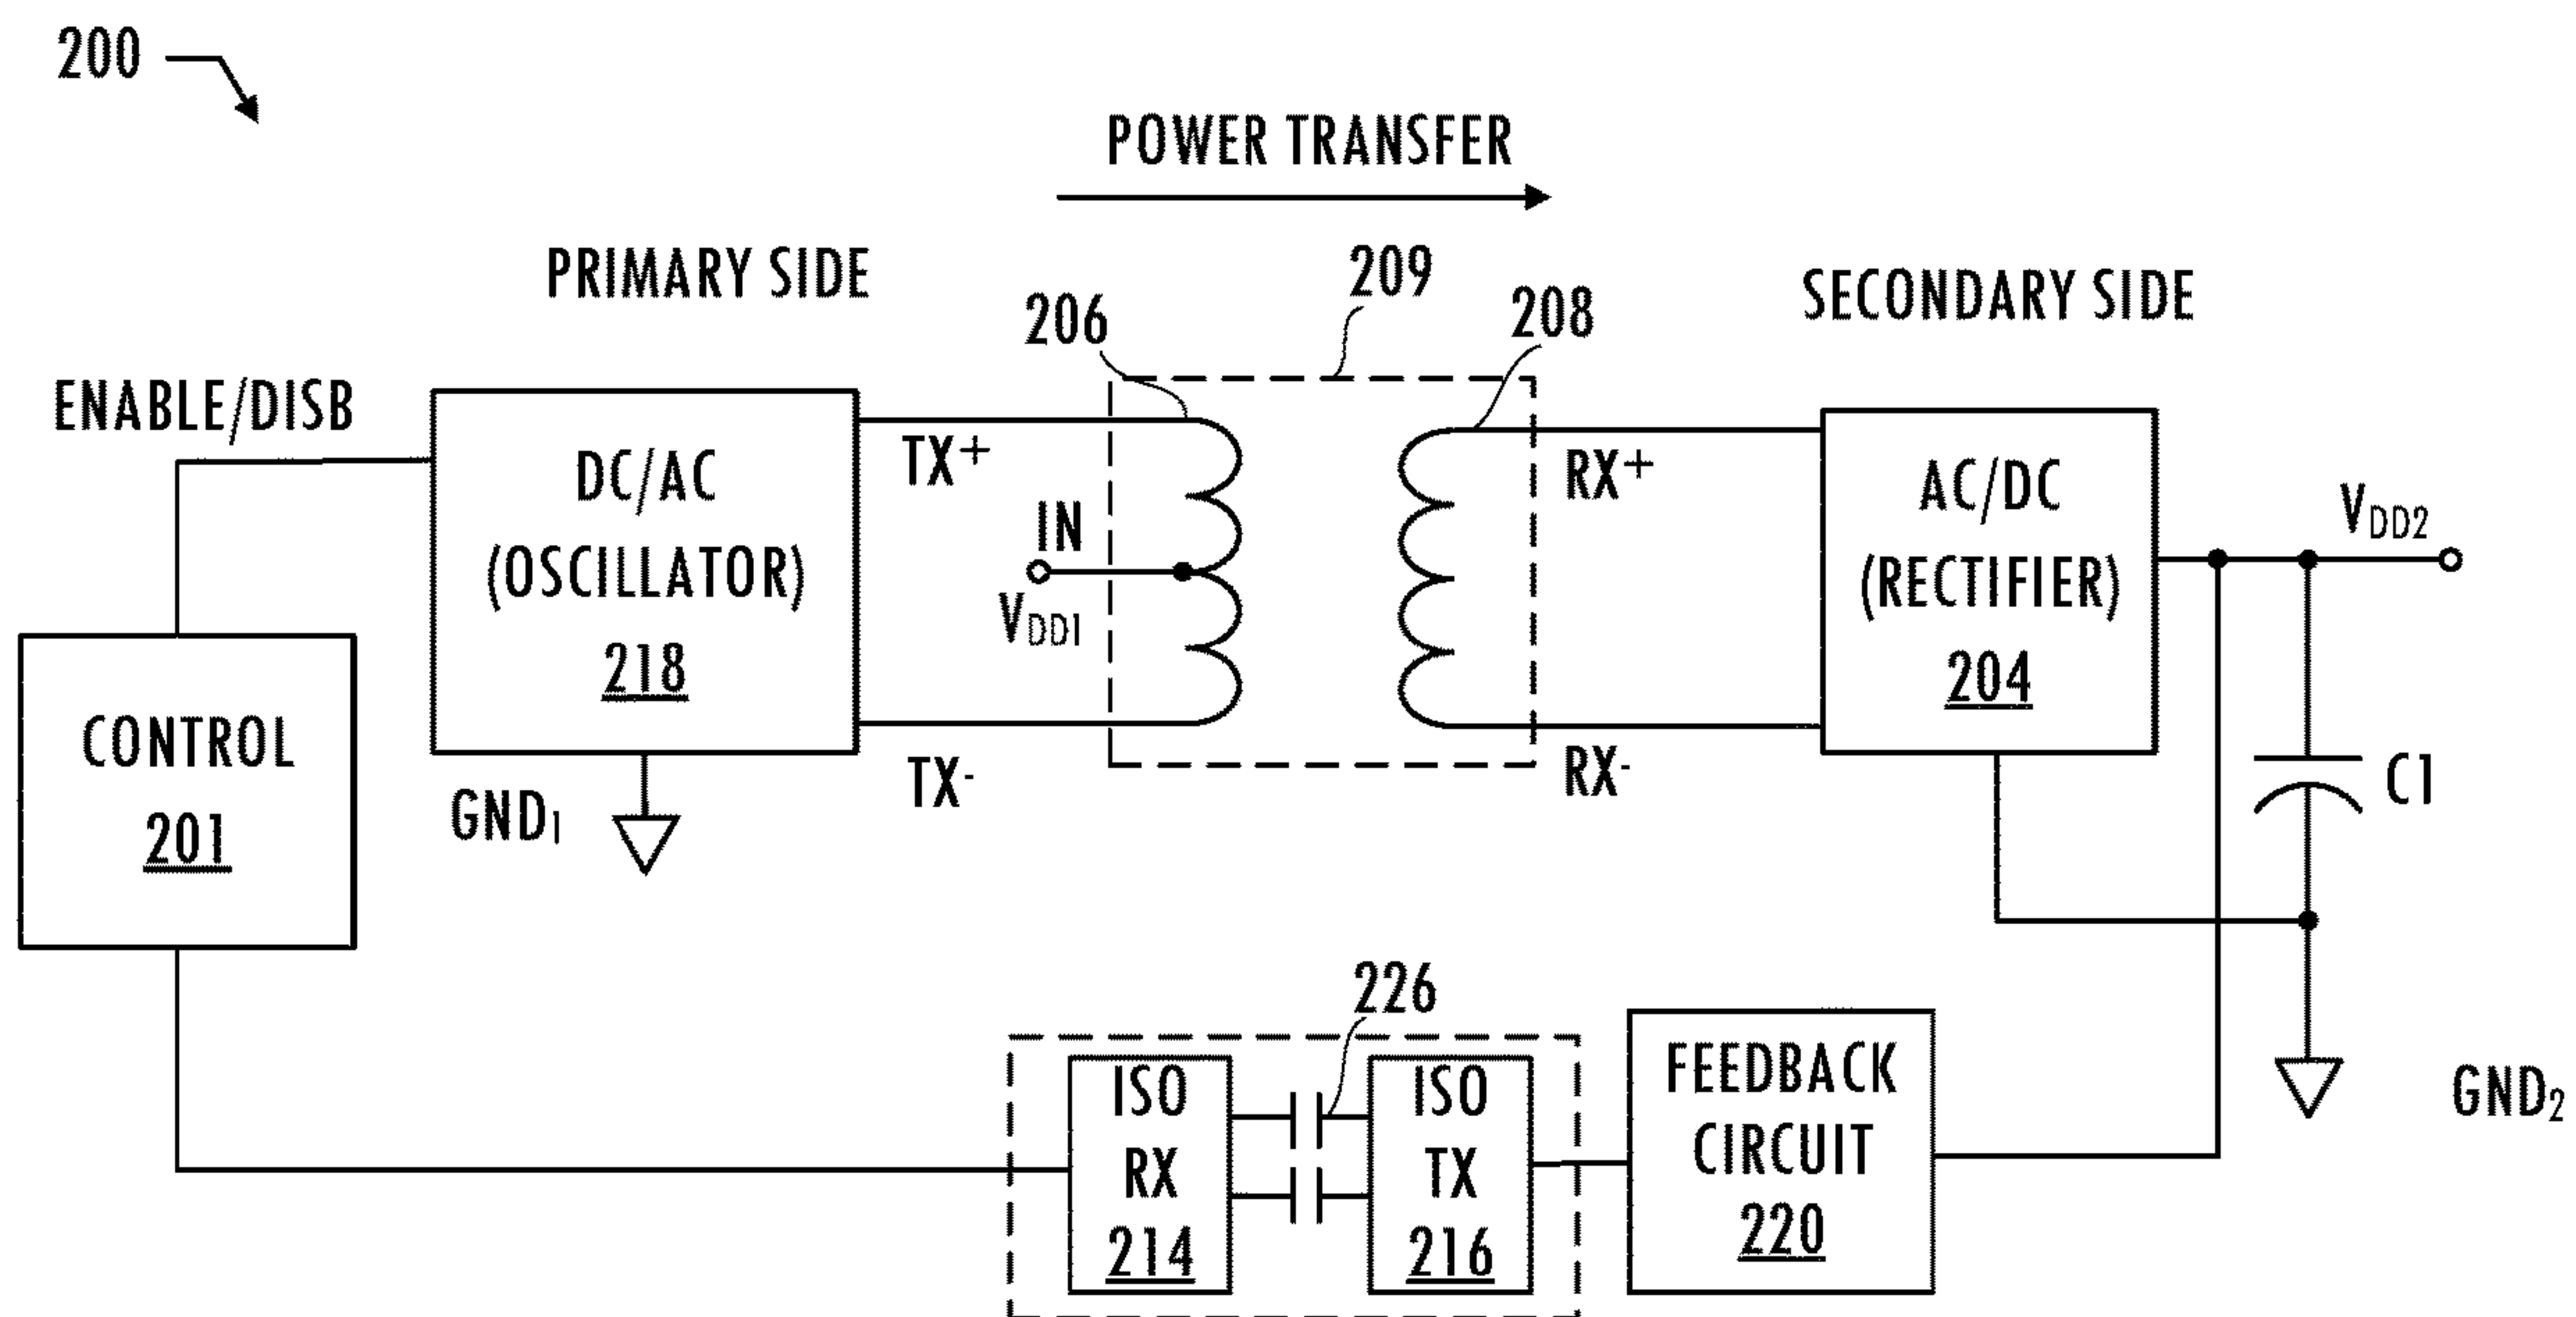 200
POWER TRANSFER
PRIMARY SIDE
209
SECONDARY SIDE
206
208
ENABLE/DISB
DC/AC
(OSCILLATOR)
218
TX+
IN
VDD1
TX-
RX+
RX-
AC/DC
(RECTIFIER)
204
VDD2
CONTROL
201
GND1
C1
226
ISO
RX
214
ISO
TX
216
FEEDBACK
CIRCUIT
220
GND2